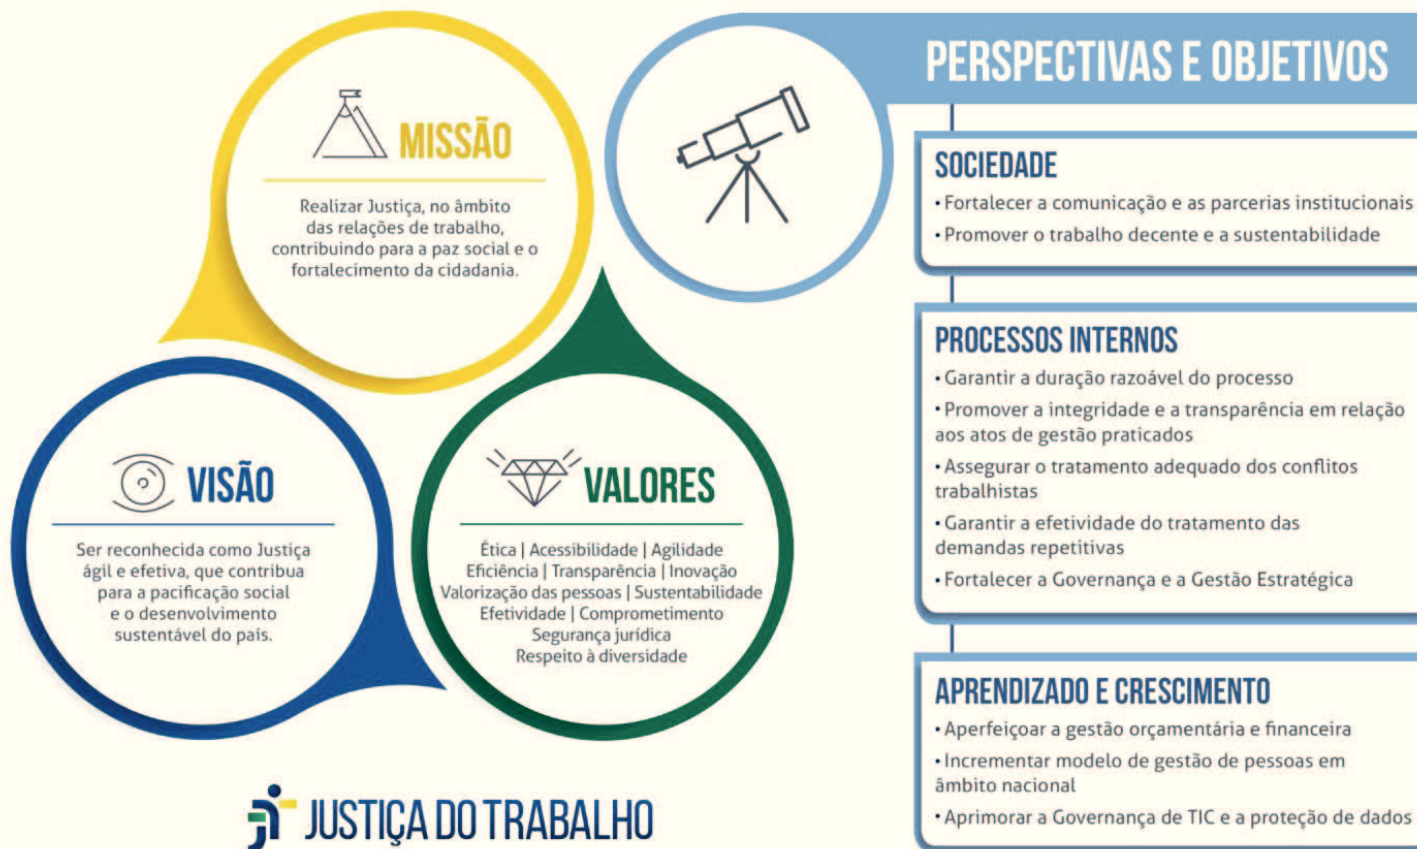 MISSÃO
Realizar Justiça, no âmbito
das relações de trabalho,
contribuindo para a paz social e o
fortalecimento da cidadania.
VISÃO
Ser reconhecida como Justiça
ágil e efetiva, que contribua
para a pacificação social
e o desenvolvimento
sustentável do país.
VALORES
Ética | Acessibilidade | Agilidade
Eficiência | Transparência | Inovação
Valorização das pessoas | Sustentabilidade
Efetividade | Comprometimento
Segurança jurídica
Respeito à diversidade
JUSTIÇA DO TRABALHO
PERSPECTIVAS E OBJETIVOS
SOCIEDADE
• Fortalecer a comunicação e as parcerias institucionais
• Promover o trabalho decente e a sustentabilidade
PROCESSOS INTERNOS
• Garantir a duração razoável do processo
• Promover a integridade e a transparência em relação
aos atos de gestão praticados
• Assegurar o tratamento adequado dos conflitos
trabalhistas
• Garantir a efetividade do tratamento das
demandas repetitivas
• Fortalecer a Governança e a Gestão Estratégica
APRENDIZADO E CRESCIMENTO
• Aperfeiçoar a gestão orçamentária e financeira
• Incrementar modelo de gestão de pessoas em
âmbito nacional
• Aprimorar a Governança de TIC e a proteção de dados